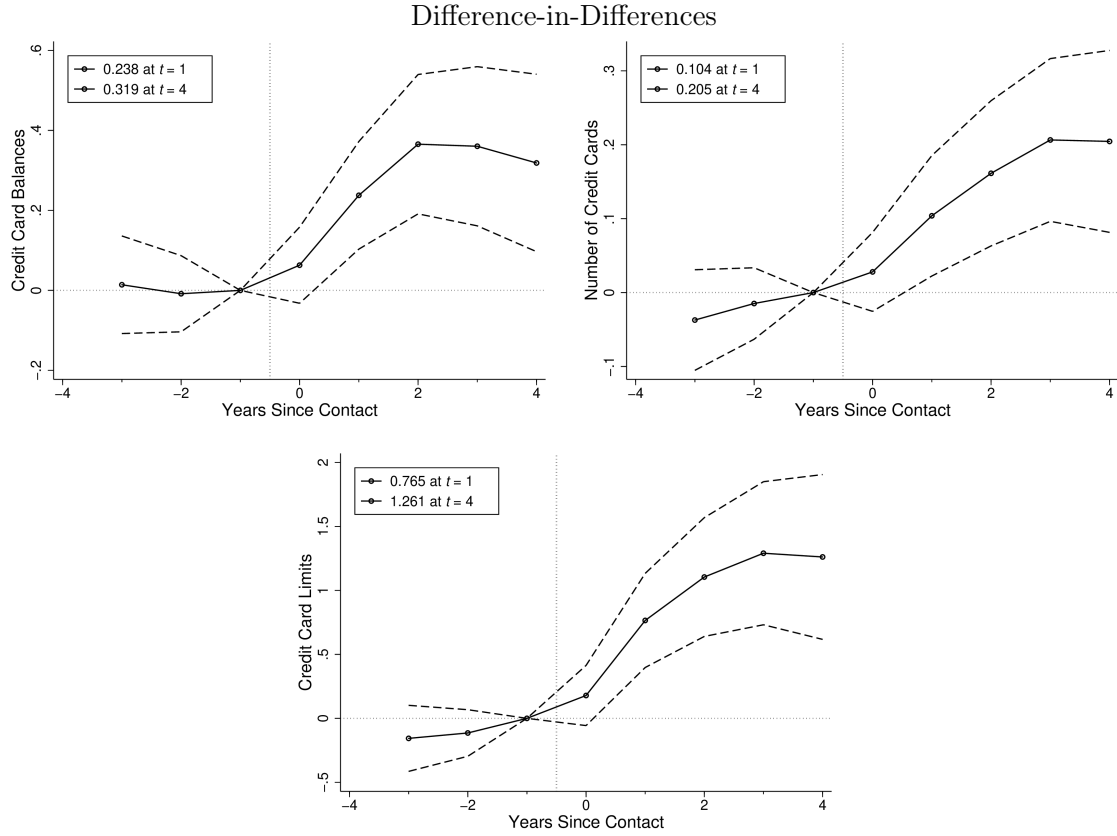 Difference-in-Differences
0.238 at t = 1
0.319 at t = 4
Credit Card Balances
.6
.4
.2
0
-.2
−4
−2
0
2
4
Years Since Contact
0.104 at t = 1
0.205 at t = 4
Number of Credit Cards
.3
.2
.1
0
-.1
−4
−2
0
2
4
Years Since Contact
0.765 at t = 1
1.261 at t = 4
Credit Card Limits
2
1.5
1
.5
0
-.5
−4
−2
0
2
4
Years Since Contact